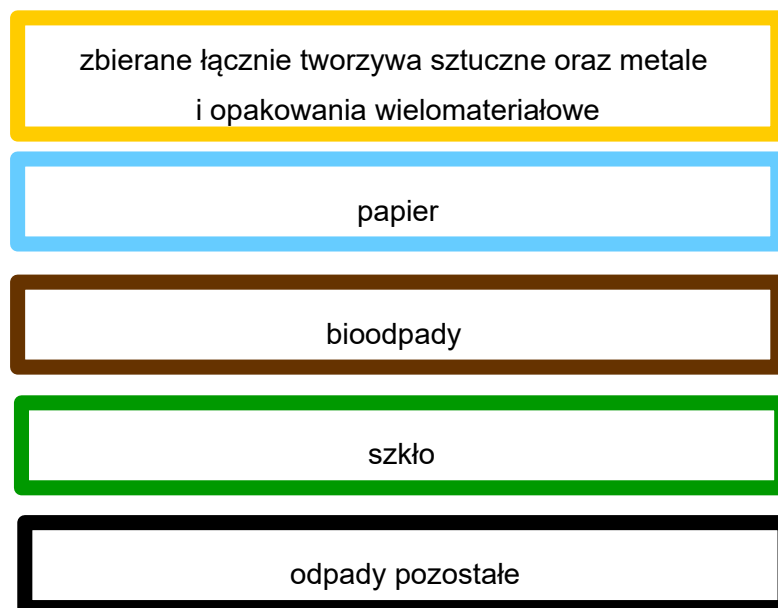 zbierane łącznie tworzywa sztuczne oraz metale
i opakowania wielomateriałowe
papier
bioodpady
szkło
odpady pozostałe